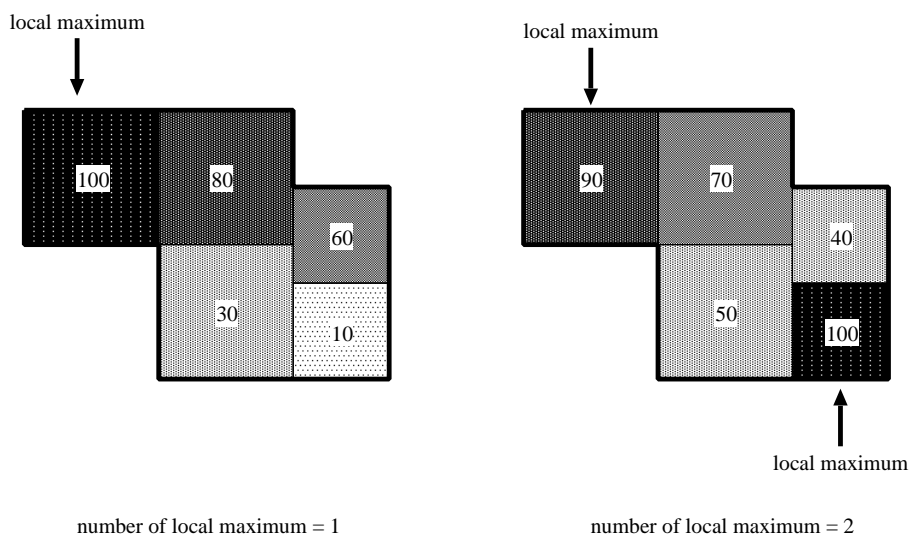 local maximum
100
80
60
30
10
number of local maximum = 1
local maximum
90
70
40
50
100
local maximum
number of local maximum = 2